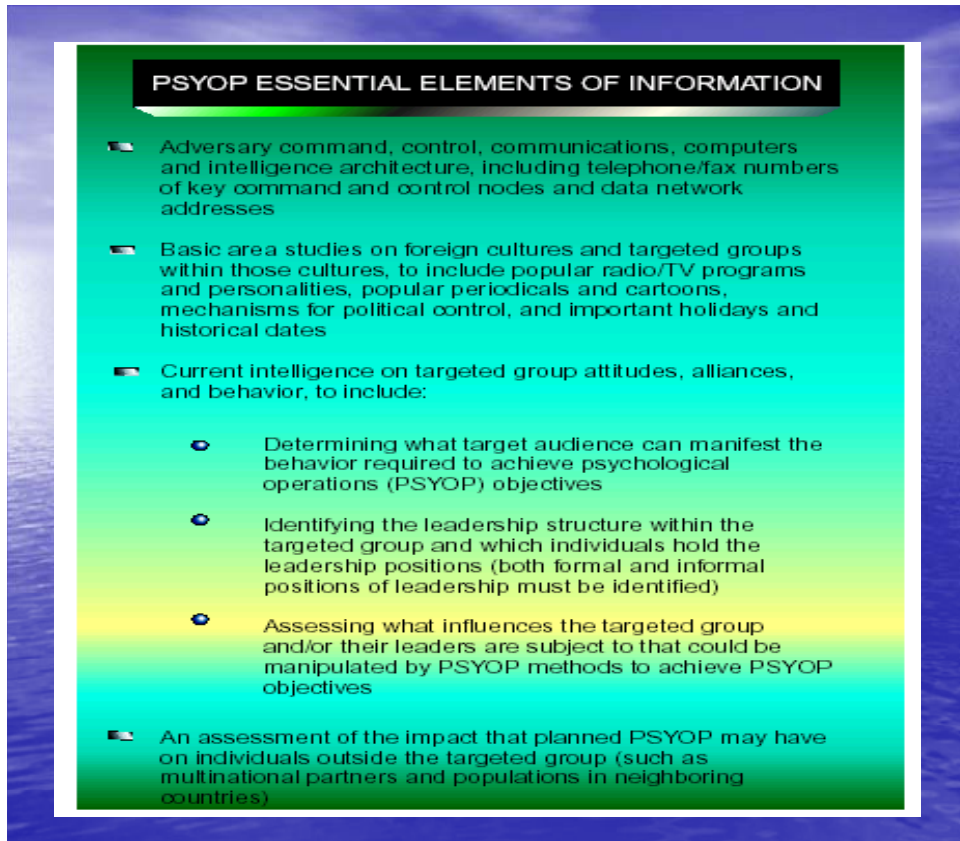 PSYOP ESSENTIAL ELEMENTS OF INFORMATION
Adversary command, control, communications, computers
and intelligence architecture, including telephone/fax numbers
of key command and control nodes and data network
addresses
Basic area studies on foreign cultures and targeted groups
within those cultures, to include popular radio/TV programs
and personalities, popular periodicals and cartoons,
mechanisms for political control, and important holidays and
historical dates
Current intelligence on targeted group attitudes, alliances,
and behavior, to include:
Determining what target audience can manifest the
behavior required to achieve psychological
operations (PSYOP) objectives
Identifying the leadership structure within the
targeted group and which individuals hold the
leadership positions (both formal and informal
positions of leadership must be identified)
Assessing what influences the targeted group
and/or their leaders are subject to that could be
manipulated by PSYOP methods to achieve PSYOP
objectives
An assessment of the impact that planned PSYOP may have
on individuals outside the targeted group (such as
multinational partners and populations in neighboring
countries)